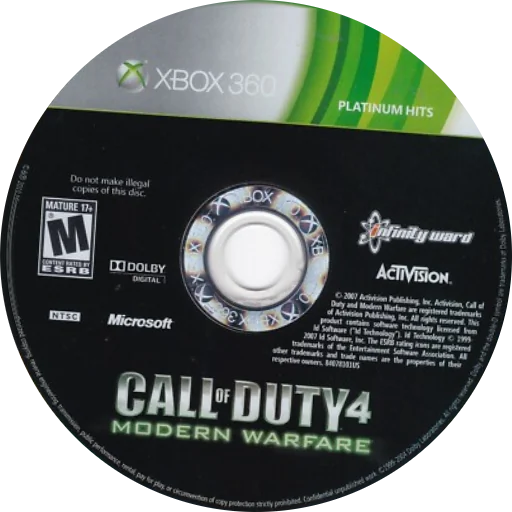 XBOX 360
PLATINUM HITS
Do not make illegal
copies of this disc.
MATURE 17+
M
CONTENT RATED BY
ESRB
DOLBY
DIGITAL
NTSC
Microsoft
infinity ward
ACTIVISION
© 2007 Activision Publishing, Inc. Activision, Call of
Duty and Modern Warfare are registered trademarks
of Activision Publishing, Inc. All rights reserved. This
product contains software technology licensed from
Id Software ("Id Technology"). Id Technology © 1999-
2007 Id Software, Inc. The ESRB rating icons are registered
trademarks of the Entertainment Software Association. All
other trademarks and trade names are the properties of their
respective owners.
CALL OF DUTY 4
MODERN WARFARE
XBOX 360